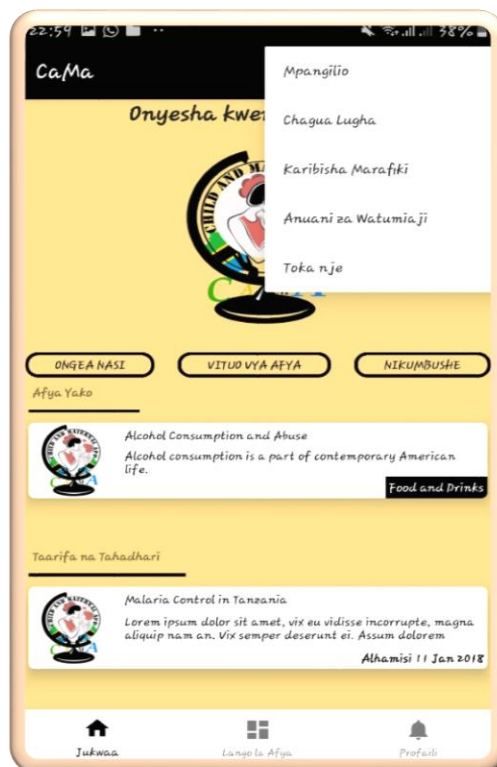 22:59 38%
CaMa
Mpangilio
Chagua Lugha
Karibisha Marafiki
Anuani za Watumiaji
Toka nje
Onyesha
CHILD AND
ONGEA NASI VITUO VYA AFYA NIKUMBUSHE
Afya Yako
Alcohol Consumption and Abuse
Alcohol consumption is a part of contemporary American
life.
Food and Drinks
Taarifa na Tahadhari
Malaria Control in Tanzania
Lorem ipsum dolor sit amet, vix eu vidisse incorrupte, magna
aliquip nam an. Vix semper deserunt ei. Assum dolorem
Alhamisi 11 Jan 2018
Jukwaa Lango la Afya Profaili